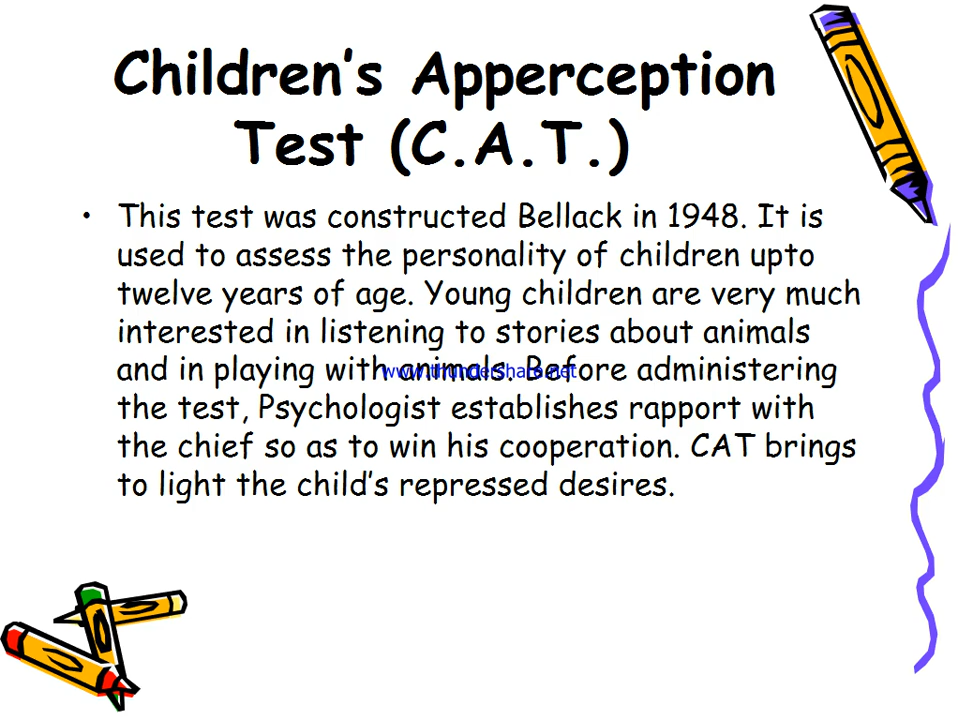 Children's Apperception
Test (C.A.T.)
• This test was constructed Bellack in 1948. It is
used to assess the personality of children upto
twelve years of age. Young children are very much
interested in listening to stories about animals
and in playing with animals. Before administering
www.thundershare.net
the test, Psychologist establishes rapport with
the chief so as to win his cooperation. CAT brings
to light the child's repressed desires.